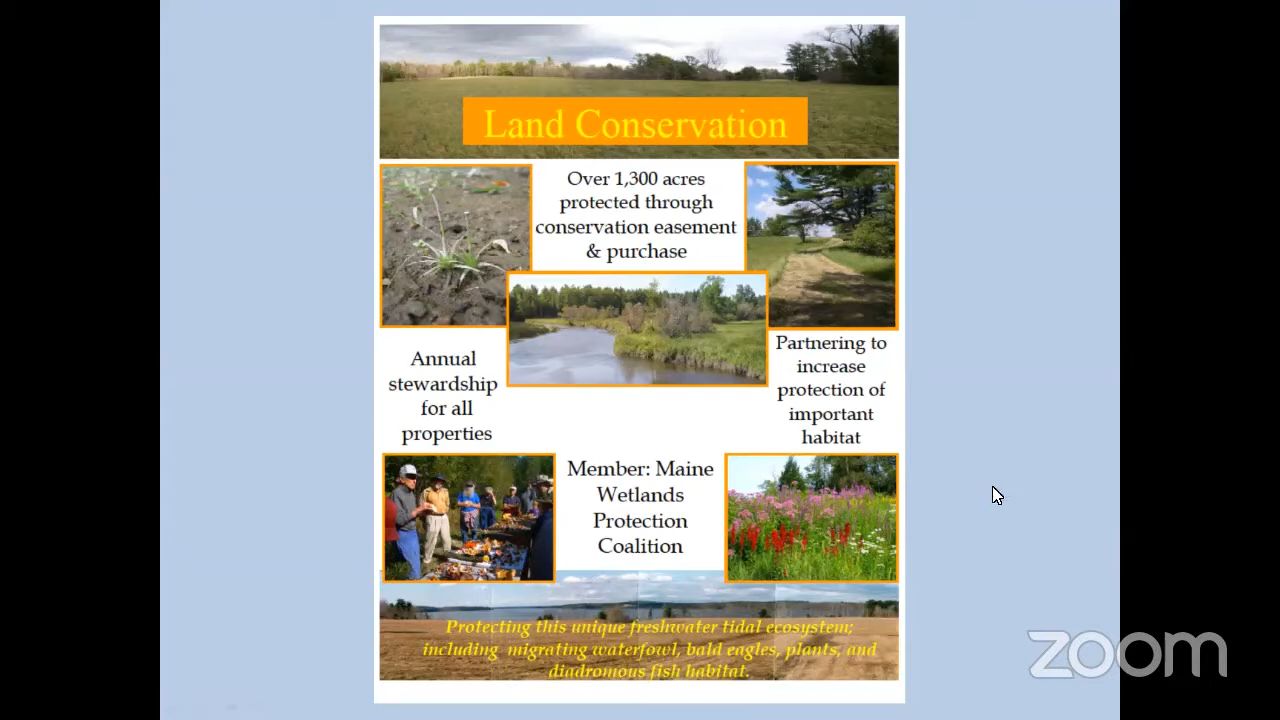 Land Conservation
Over 1,300 acres
protected through
conservation easement
& purchase
Annual
stewardship
for all
properties
Partnering to
increase
protection of
important
habitat
Member: Maine
Wetlands
Protection
Coalition
Protecting this unique freshwater tidal ecosystem;
including migrating waterfowl, bald eagles, plants, and
diadromous fish habitat.
zoom